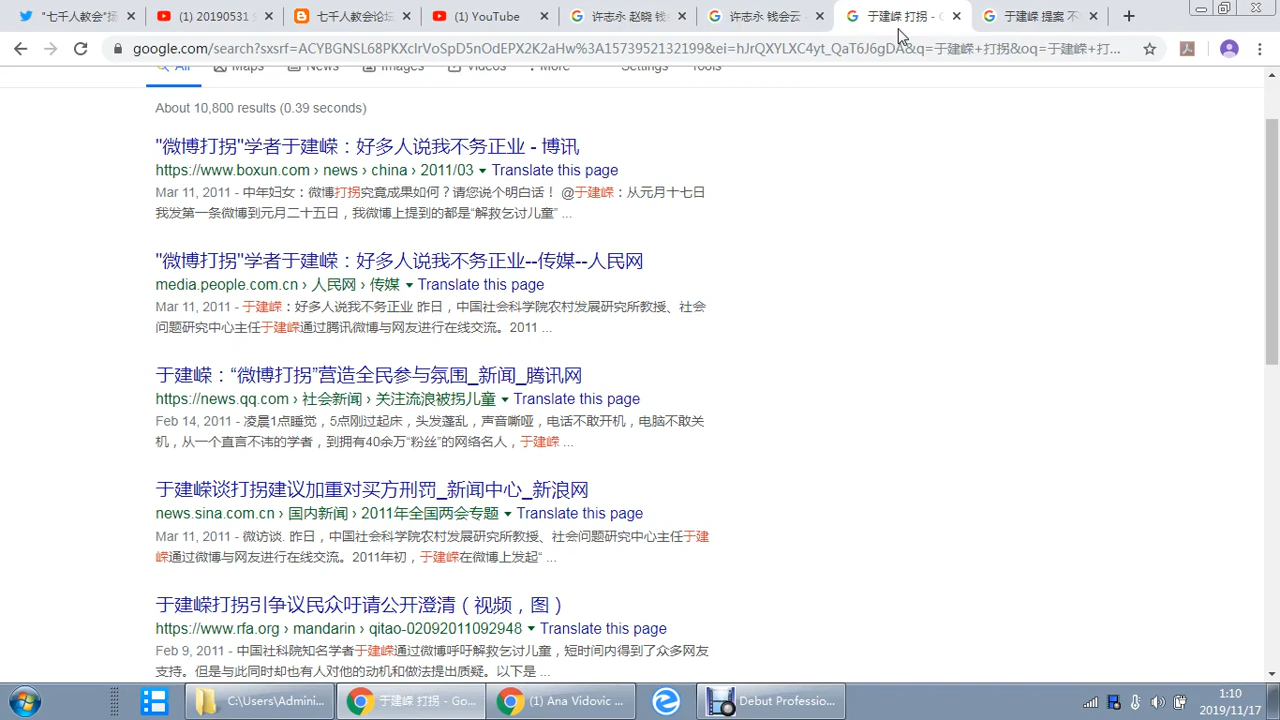 "七千人教会"摄
(1) 20190531
七千人教会论坛
(1) YouTube
许志永 赵晓 钱
许志永 钱会云
于建嵘 打拐 - G
于建嵘 提案 不
google.com/search?sxsrf=ACYBGNSL68PKXcIrVoSpD5nOdEPX2K2aHw%3A1573952132199&ei=hJrQXYLXC4yt_QaT6J6gDA&q=于建嵘+打拐&oq=于建嵘+打...
All
Maps
News
Images
Videos
More
Settings
Tools
About 10,800 results (0.39 seconds)
"微博打拐"学者于建嵘：好多人说我不务正业 - 博讯
https://www.boxun.com › news › china › 2011/03 ▾ Translate this page
Mar 11, 2011 - 中年妇女：微博打拐究竟成果如何？请您说个明白话！ @于建嵘：从元月十七日
我发第一条微博到元月二十五日，我微博上提到的都是“解救乞讨儿童” ...
"微博打拐"学者于建嵘：好多人说我不务正业--传媒--人民网
media.people.com.cn › 人民网 › 传媒 ▾ Translate this page
Mar 11, 2011 - 于建嵘：好多人说我不务正业 昨日，中国社会科学院农村发展研究所教授、社会
问题研究中心主任于建嵘通过腾讯微博与网友进行在线交流。2011 ...
于建嵘：“微博打拐”营造全民参与氛围_新闻_腾讯网
https://news.qq.com › 社会新闻 › 关注流浪被拐儿童 ▾ Translate this page
Feb 14, 2011 - 凌晨1点睡觉，5点刚过起床，头发蓬乱，声音嘶哑，电话不敢开机，电脑不敢关
机，从一个直言不讳的学者，到拥有40余万“粉丝”的网络名人，于建嵘 ...
于建嵘谈打拐建议加重对买方刑罚_新闻中心_新浪网
news.sina.com.cn › 国内新闻 › 2011年全国两会专题 ▾ Translate this page
Mar 11, 2011 - 微访谈. 昨日，中国社会科学院农村发展研究所教授、社会问题研究中心主任于建
嵘通过微博与网友进行在线交流。2011年初，于建嵘在微博上发起“ ...
于建嵘打拐引争议民众吁请公开澄清（视频，图）
https://www.rfa.org › mandarin › qitao-02092011092948 ▾ Translate this page
Feb 9, 2011 - 中国社科院知名学者于建嵘通过微博呼吁解救乞讨儿童，短时间内得到了众多网友
支持。但是与此同时却也有人对他的动机和做法提出质疑。以下是 ...
C:\Users\Admini...
于建嵘 打拐 - Go...
(1) Ana Vidovic ...
Debut Professio...
1:10
2019/11/17